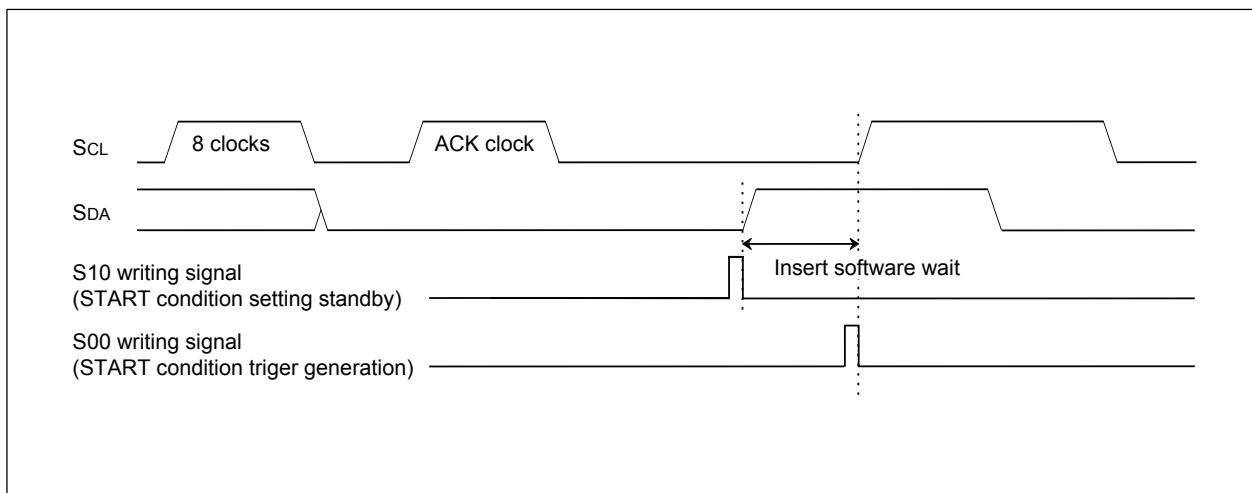 SCL
8 clocks
ACK clock
SDA
Insert software wait
S10 writing signal
(START condition setting standby)
S00 writing signal
(START condition triger generation)